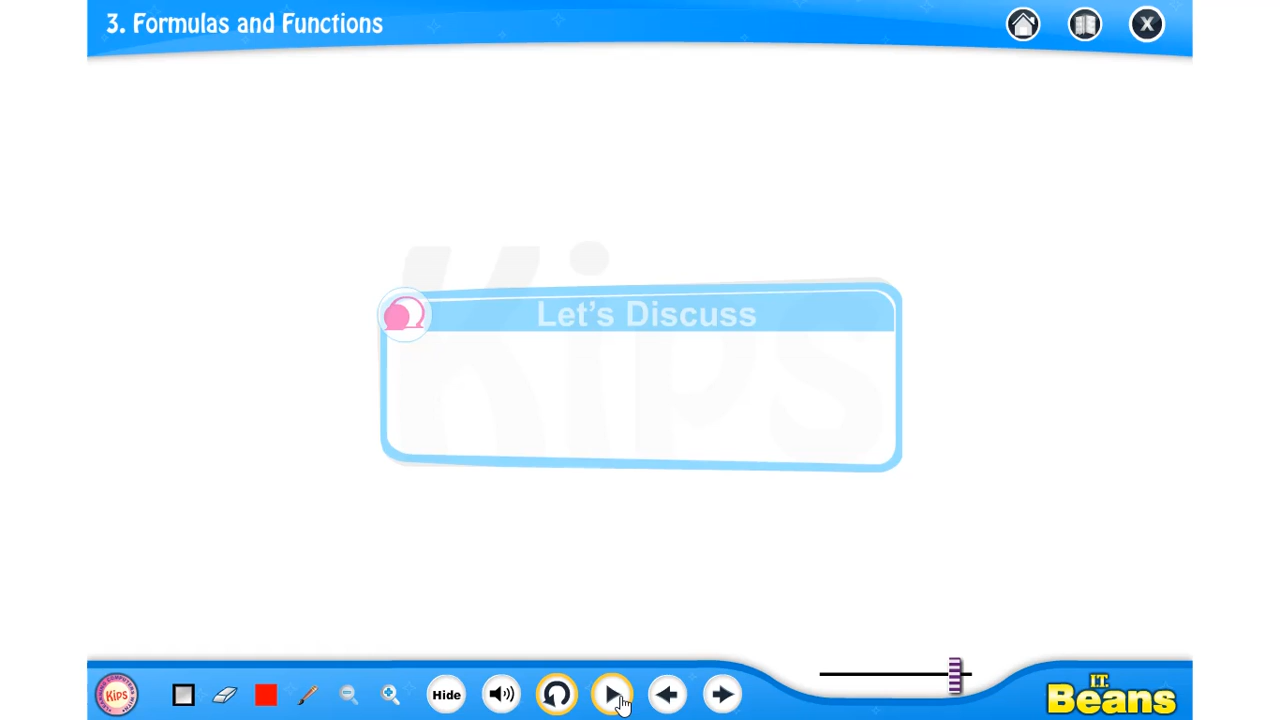 3. Formulas and Functions
X
Kips
Let's Discuss
Kips
Hide
I.T.
Beans